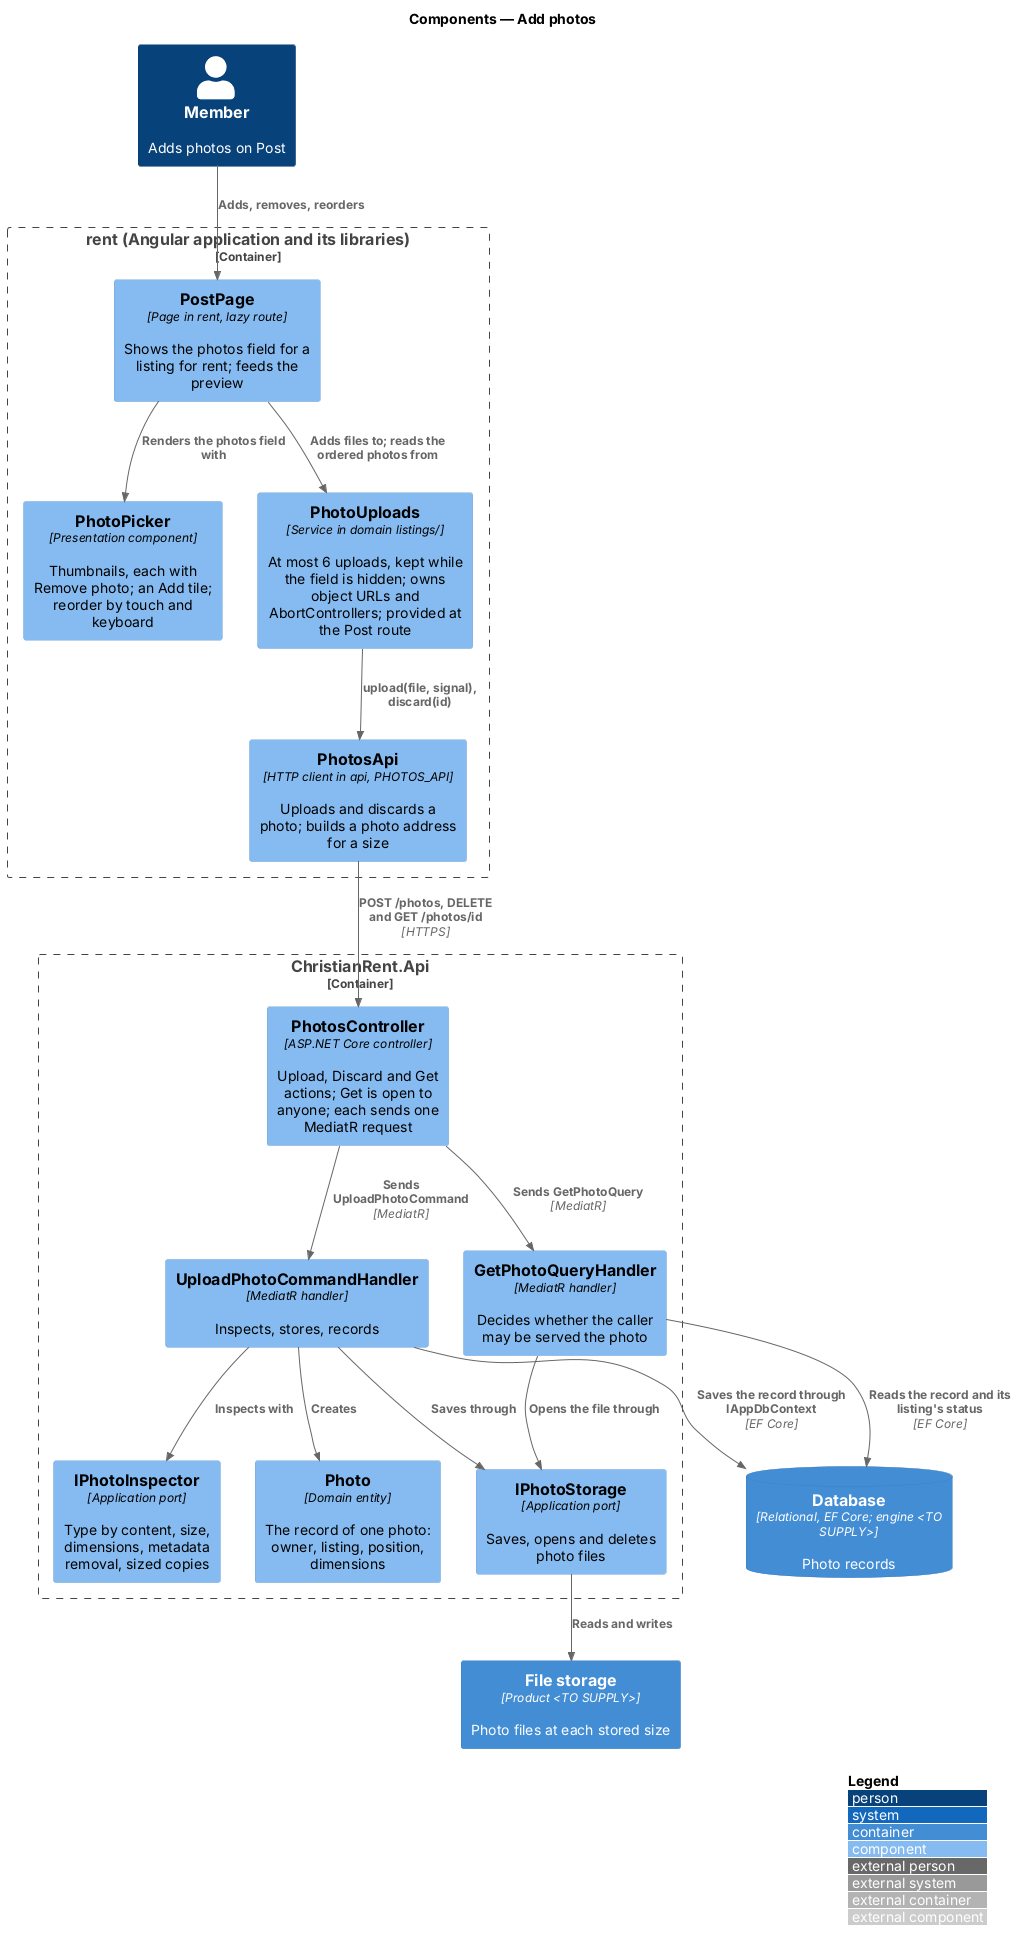 Components — Add photos
Member
Adds photos on Post
Adds, removes, reorders
rent (Angular application and its libraries)
[Container]
PostPage
[Page in rent, lazy route]
Shows the photos field for a
listing for rent; feeds the
preview
Renders the photos field
with
Adds files to; reads the
ordered photos from
PhotoPicker
[Presentation component]
Thumbnails, each with
Remove photo; an Add tile;
reorder by touch and
keyboard
PhotoUploads
[Service in domain listings/]
At most 6 uploads, kept while
the field is hidden; owns
object URLs and
AbortControllers; provided at
the Post route
upload(file, signal),
discard(id)
PhotosApi
[HTTP client in api, PHOTOS_API]
Uploads and discards a
photo; builds a photo address
for a size
POST /photos, DELETE
and GET /photos/id
[HTTPS]
ChristianRent.Api
[Container]
PhotosController
[ASP.NET Core controller]
Upload, Discard and Get
actions; Get is open to
anyone; each sends one
MediatR request
Sends
UploadPhotoCommand
[MediatR]
Sends GetPhotoQuery
[MediatR]
UploadPhotoCommandHandler
[MediatR handler]
Inspects, stores, records
GetPhotoQueryHandler
[MediatR handler]
Decides whether the caller
may be served the photo
Inspects with
Creates
Saves through
Opens the file through
Saves the record through
IAppDbContext
[EF Core]
Reads the record and its
listing's status
[EF Core]
IPhotoInspector
[Application port]
Type by content, size,
dimensions, metadata
removal, sized copies
Photo
[Domain entity]
The record of one photo:
owner, listing, position,
dimensions
IPhotoStorage
[Application port]
Saves, opens and deletes
photo files
Database
[Relational, EF Core; engine <TO
SUPPLY>]
Photo records
Reads and writes
File storage
[Product <TO SUPPLY>]
Photo files at each stored size
Legend
person
system
container
component
external person
external system
external container
external component